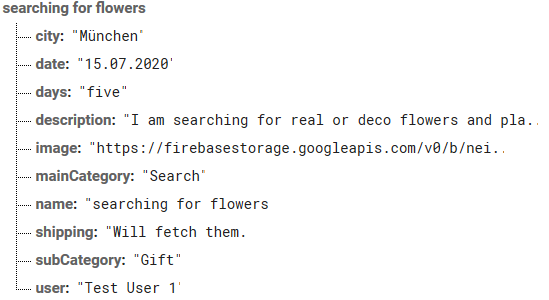 searching for flowers
city: "München"
date: "15.07.2020"
days: "five"
description: "I am searching for real or deco flowers and pla..
image: "https://firebasestorage.googleapis.com/v0/b/nei..
mainCategory: "Search"
name: "searching for flowers
shipping: "Will fetch them.
subCategory: "Gift"
user: "Test User 1'